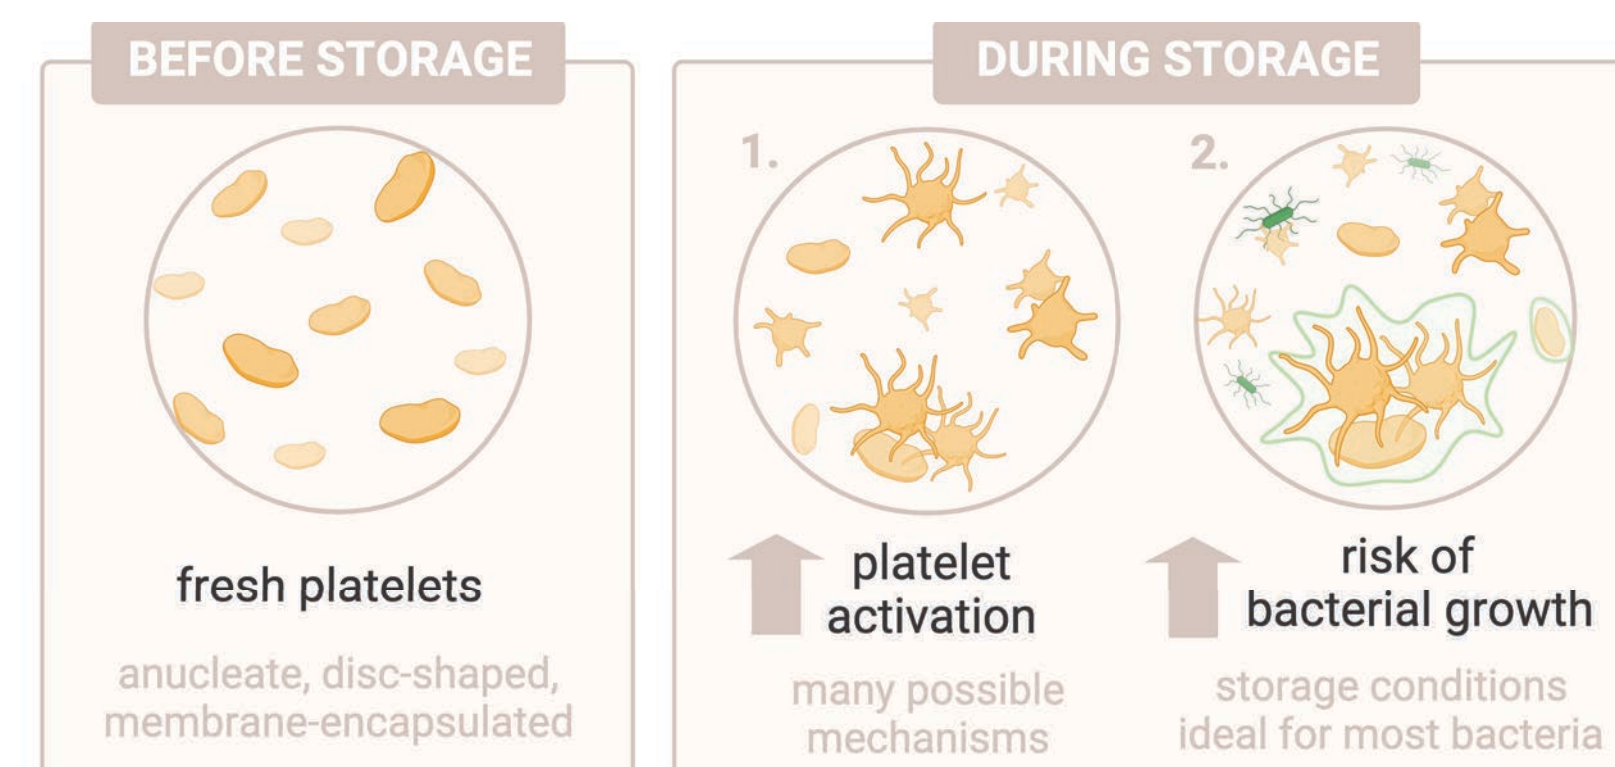 BEFORE STORAGE
fresh platelets
anucleate, disc-shaped,
membrane-encapsulated
DURING STORAGE
1.
platelet
activation
many possible
mechanisms
2.
risk of
bacterial growth
storage conditions
ideal for most bacteria